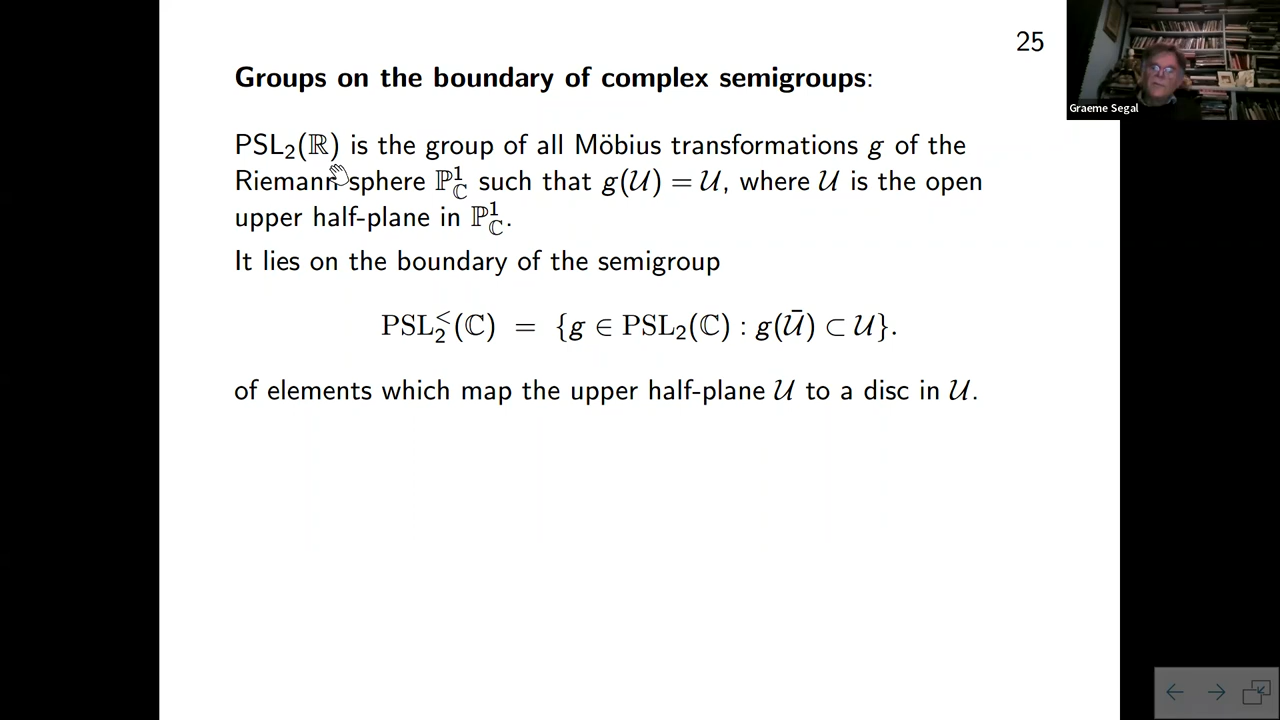 25
Graeme Segal
Groups on the boundary of complex semigroups:
PSL₂(ℝ) is the group of all Möbius transformations g of the
Riemann sphere ℙ¹_ℂ such that g(𝒰) = 𝒰, where 𝒰 is the open
upper half-plane in ℙ¹_ℂ.
It lies on the boundary of the semigroup
PSL₂^<(ℂ) = {g ∈ PSL₂(ℂ) : g(𝒰̄) ⊂ 𝒰}.
of elements which map the upper half-plane 𝒰 to a disc in 𝒰.